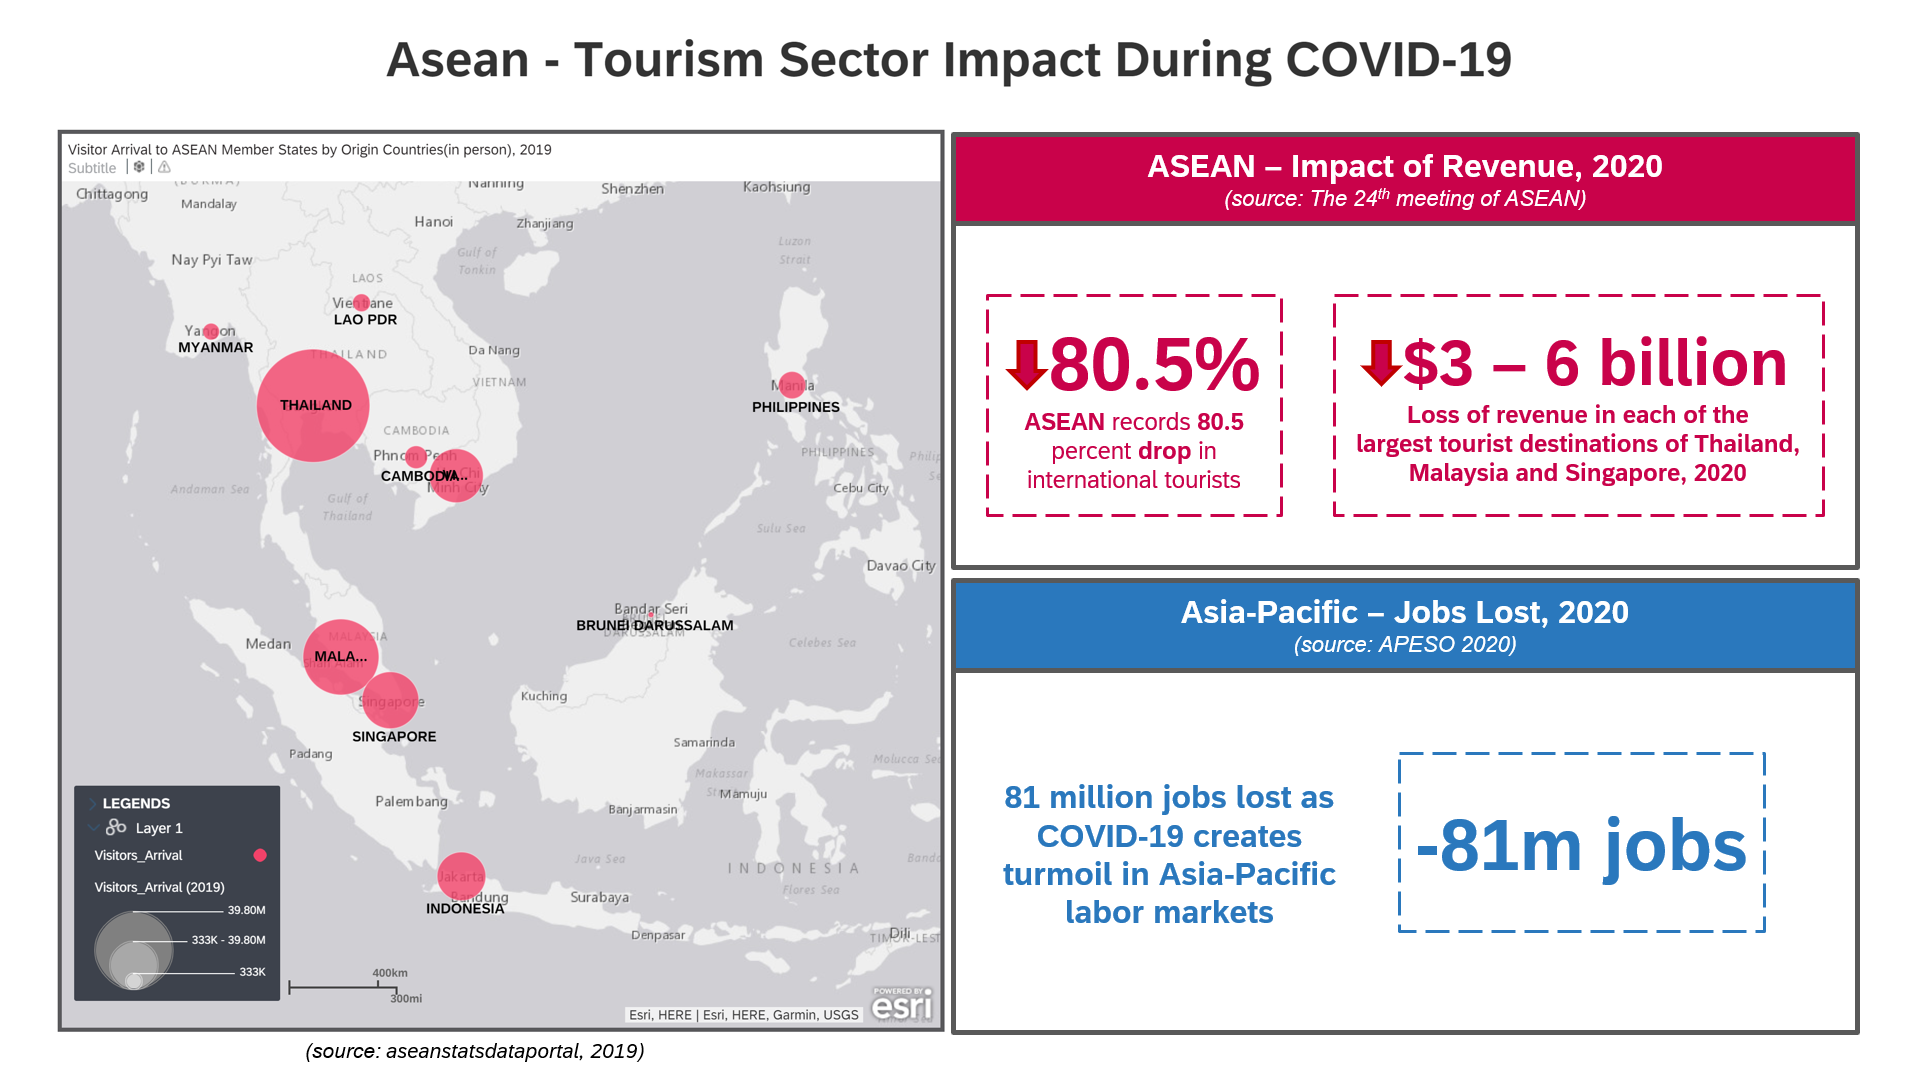 Asean - Tourism Sector Impact During COVID-19
Visitor Arrival to ASEAN Member States by Origin Countries(in person), 2019
Subtitle
Chittagong
Mandalay
Nanning
Shenzhen
Kaohsiung
Hanoi
Zhanjiang
Nay Pyi Taw
Gulf of
Tonkin
Luzon
Strait
LAOS
Vientiane
LAO PDR
Yangon
MYANMAR
THAILAND
Da Nang
VIETNAM
THAILAND
Manila
PHILIPPINES
CAMBODIA
Phnom Penh
CAMBODIA
Minh City
PHILIPPINES
Cebu City
Andaman Sea
Gulf of
Thailand
Sulu Sea
Davao City
Bandar Seri
BRUNEI DARUSSALAM
DARUSSALAM
Celebes Sea
Medan
MALAYSIA
MALA...
Shah Alam
Singapore
SINGAPORE
Kuching
Padang
Samarinda
Makassar
Mamuju
Molucca Sea
Palembang
Banjarmasin
Java Sea
INDONESIA
Flores Sea
Jakarta
Bandung
INDONESIA
Surabaya
Denpasar
Dili
LEGENDS
Layer 1
Visitors_Arrival
Visitors_Arrival (2019)
39.80M
333K - 39.80M
333K
400km
300mi
POWERED BY
esri
Esri, HERE | Esri, HERE, Garmin, USGS
(source: aseanstatsdataportal, 2019)
ASEAN – Impact of Revenue, 2020
(source: The 24th meeting of ASEAN)
80.5%
ASEAN records 80.5
percent drop in
international tourists
$3 – 6 billion
Loss of revenue in each of the
largest tourist destinations of Thailand,
Malaysia and Singapore, 2020
Asia-Pacific – Jobs Lost, 2020
(source: APESO 2020)
81 million jobs lost as
COVID-19 creates
turmoil in Asia-Pacific
labor markets
-81m jobs